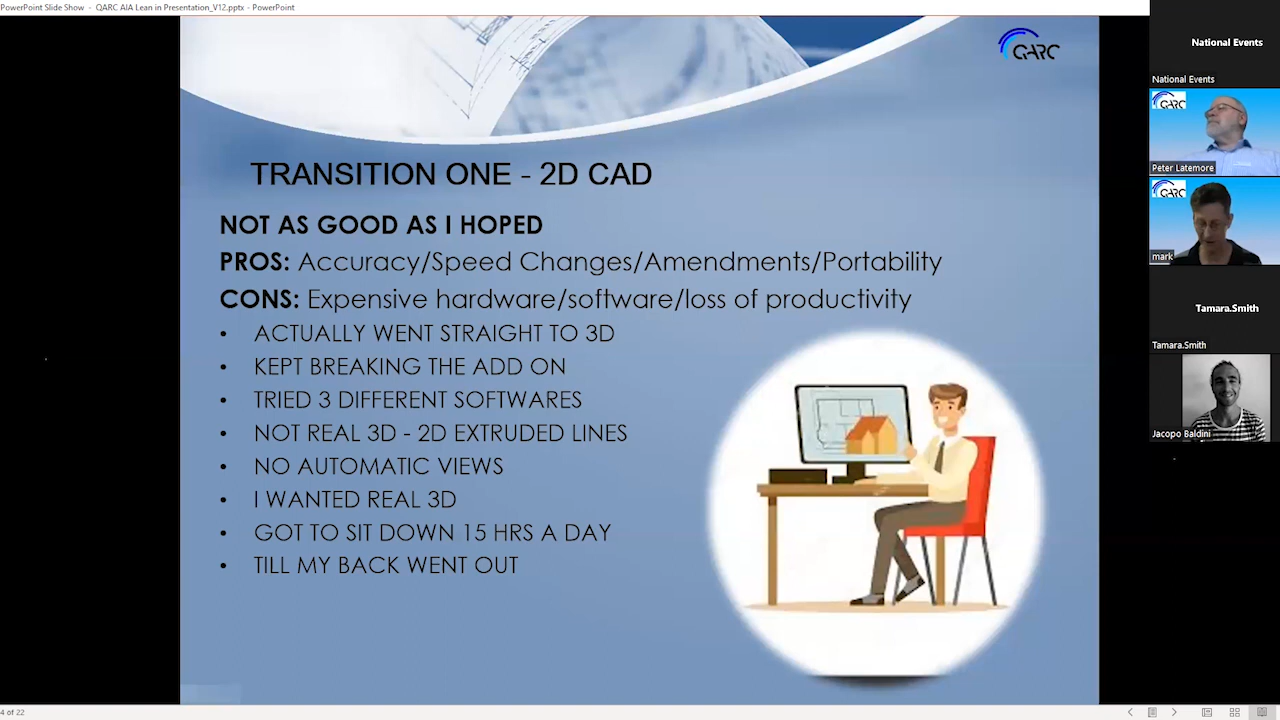 PowerPoint Slide Show - QARC AIA Lean in Presentation_V12.pptx - PowerPoint
QARC
TRANSITION ONE - 2D CAD
NOT AS GOOD AS I HOPED
PROS: Accuracy/Speed Changes/Amendments/Portability
CONS: Expensive hardware/software/loss of productivity
• ACTUALLY WENT STRAIGHT TO 3D
• KEPT BREAKING THE ADD ON
• TRIED 3 DIFFERENT SOFTWARES
• NOT REAL 3D - 2D EXTRUDED LINES
• NO AUTOMATIC VIEWS
• I WANTED REAL 3D
• GOT TO SIT DOWN 15 HRS A DAY
• TILL MY BACK WENT OUT
National Events
National Events
QARC
Peter Latemore
QARC
mark
Tamara.Smith
Tamara.Smith
Jacopo Baldini
4 of 22